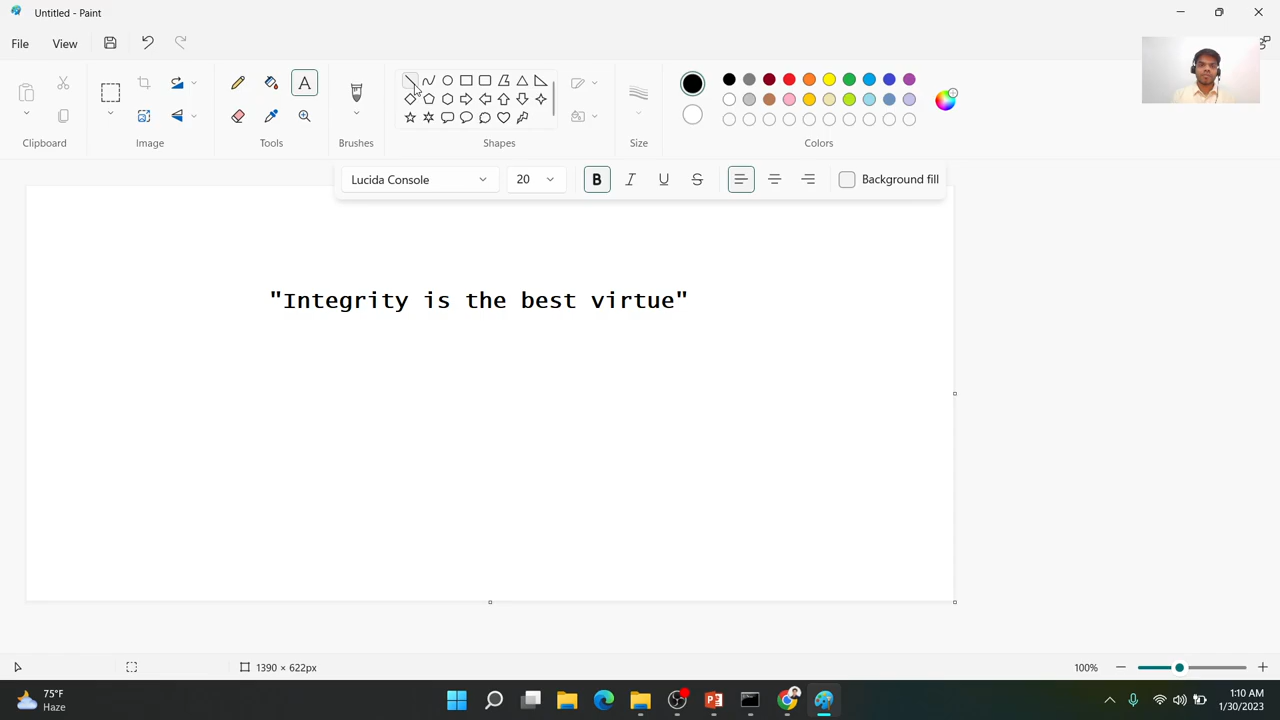 Untitled - Paint
File View
Clipboard
Image
Tools
Brushes
Shapes
Size
Colors
Lucida Console 20 B I U S Background fill
"Integrity is the best virtue"
1390 × 622px 100%
75°F
Haze
1:10 AM
1/30/2023